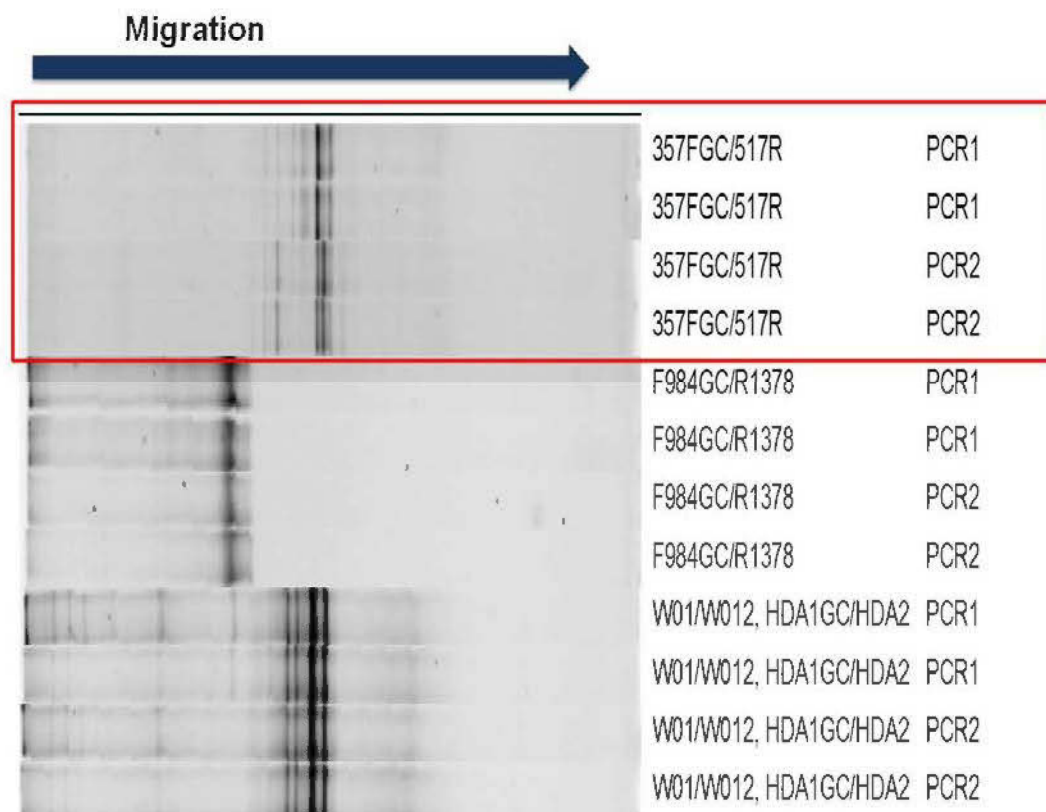 Migration
357FGC/517R PCR1
357FGC/517R PCR1
357FGC/517R PCR2
357FGC/517R PCR2
F984GC/R1378 PCR1
F984GC/R1378 PCR1
F984GC/R1378 PCR2
F984GC/R1378 PCR2
W01/W012, HDA1GC/HDA2 PCR1
W01/W012, HDA1GC/HDA2 PCR1
W01/W012, HDA1GC/HDA2 PCR2
W01/W012, HDA1GC/HDA2 PCR2